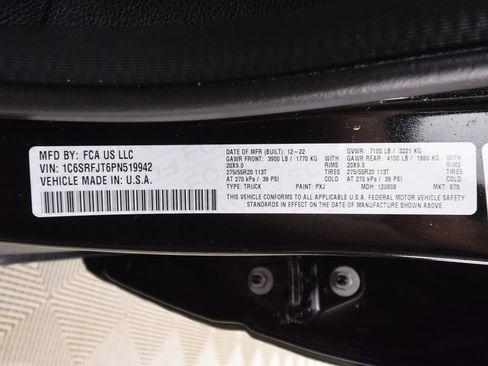 MFD BY: FCA US LLC
VIN: 1C6SRFJT6PN519942
VEHICLE MADE IN: U.S.A.
DATE OF MFR (BUILT): 12-22 GVWR: 7100 LB / 3221 KG
GAWR FRONT: 3900 LB / 1770 KG WITH GAWR REAR: 4100 LB / 1860 KG WITH
20X9.0 RIMS 20X9.0 RIMS
275/55R20 113T TIRES 275/55R20 113T TIRES
AT 270 kPa / 39 PSI COLD AT 270 kPa / 39 PSI COLD
TYPE: TRUCK PAINT: PXJ MDH: 120808 MKT: 875
THIS VEHICLE CONFORMS TO ALL APPLICABLE U.S.A. FEDERAL MOTOR VEHICLE SAFETY
STANDARDS IN EFFECT ON THE DATE OF MANUFACTURE SHOWN ABOVE.